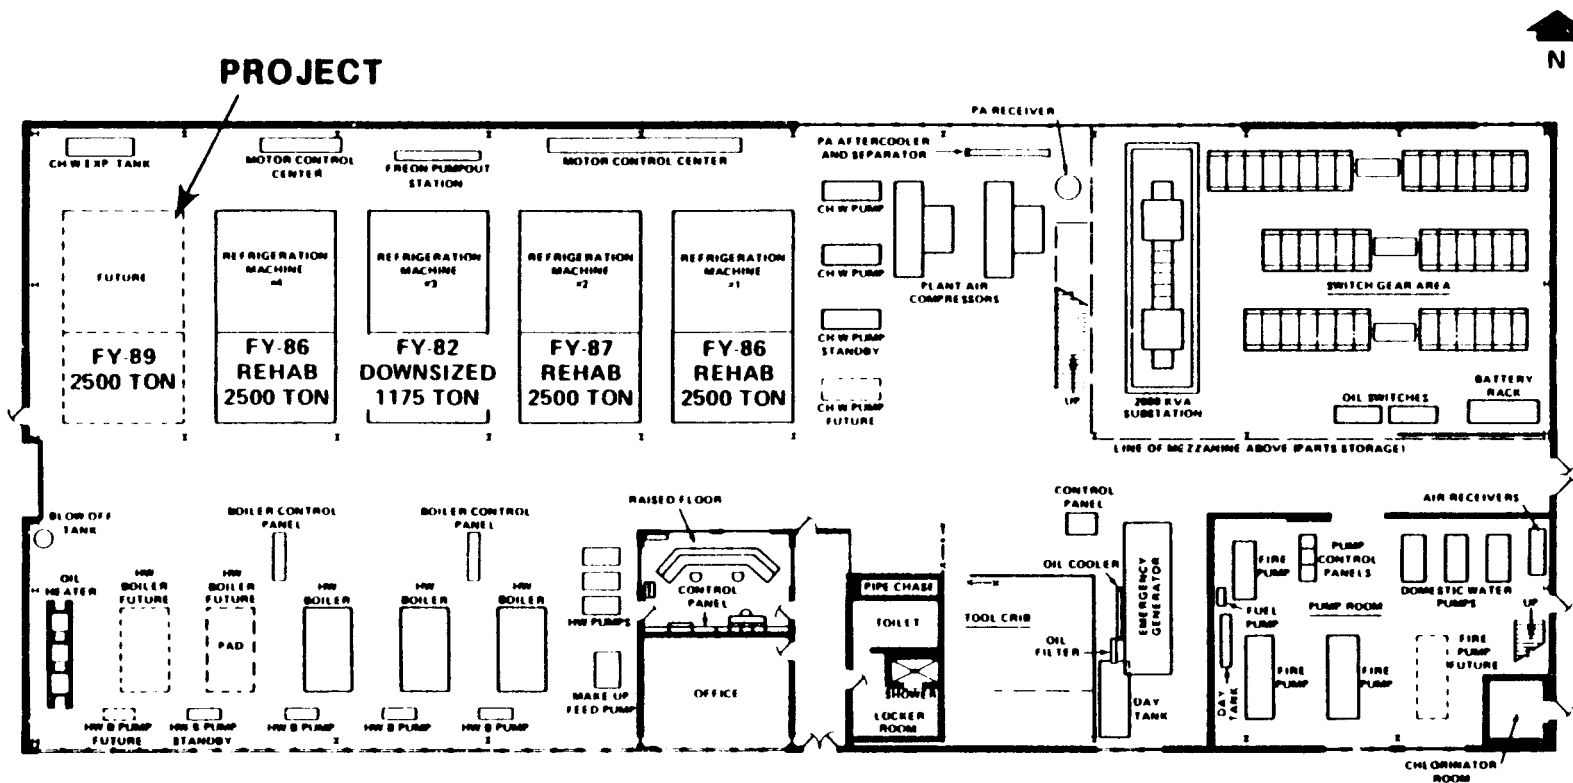 N
PROJECT
PA RECEIVER
CH W EXP TANK
MOTOR CONTROL
CENTER
FREON PUMPOUT
STATION
MOTOR CONTROL CENTER
PA AFTERCOOLER
AND SEPARATOR
CH W PUMP
CH W PUMP
CH W PUMP
STANDBY
CH W PUMP
FUTURE
PLANT AIR
COMPRESSORS
UP
FUTURE
FY-89
2500 TON
REFRIGERATION
MACHINE
#4
FY-86
REHAB
2500 TON
REFRIGERATION
MACHINE
#3
FY-82
DOWNSIZED
1175 TON
REFRIGERATION
MACHINE
#2
FY-87
REHAB
2500 TON
REFRIGERATION
MACHINE
#1
FY-86
REHAB
2500 TON
2000 KVA
SUBSTATION
SWITCH GEAR AREA
OIL SWITCHES
BATTERY
RACK
LINE OF MEZZANINE ABOVE (PARTS STORAGE)
BLOW OFF
TANK
BOILER CONTROL
PANEL
BOILER CONTROL
PANEL
RAISED FLOOR
CONTROL
PANEL
AIR RECEIVERS
OIL
HEATER
HW
BOILER
FUTURE
HW
BOILER
FUTURE
PAD
HW
BOILER
HW
BOILER
HW
BOILER
HW PUMPS
CONTROL
PANEL
MAKE UP
FEED PUMP
OFFICE
HW B PUMP
FUTURE
HW B PUMP
STANDBY
HW B PUMP
HW B PUMP
HW B PUMP
PIPE CHASE
TOILET
SHOWER
LOCKER
ROOM
TOOL CRIB
OIL COOLER
EMERGENCY
GENERATOR
OIL
FILTER
DAY
TANK
FIRE
PUMP
PUMP
CONTROL
PANELS
DOMESTIC WATER
PUMPS
FUEL
PUMP
PUMP ROOM
UP
DAY
TANK
FIRE
PUMP
FIRE
PUMP
FIRE
PUMP
FUTURE
CHLORINATOR
ROOM